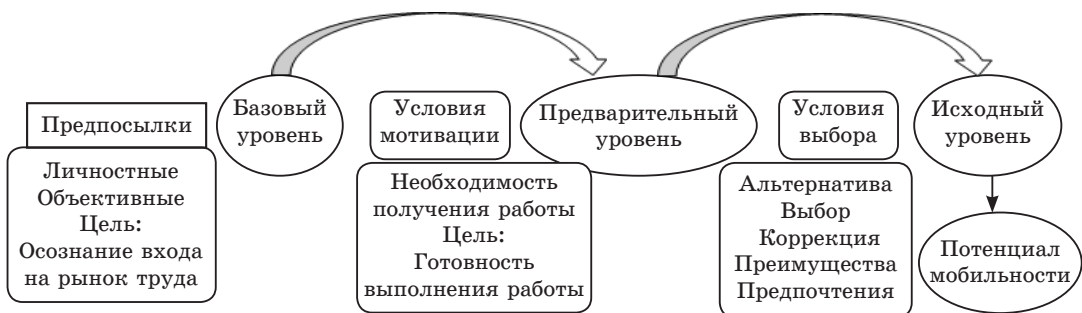 Предпосылки
Личностные
Объективные
Цель:
Осознание входа
на рынок труда
Базовый
уровень
Условия
мотивации
Необходимость
получения работы
Цель:
Готовность
выполнения работы
Предварительный
уровень
Условия
выбора
Альтернатива
Выбор
Коррекция
Преимущества
Предпочтения
Исходный
уровень
Потенциал
мобильности